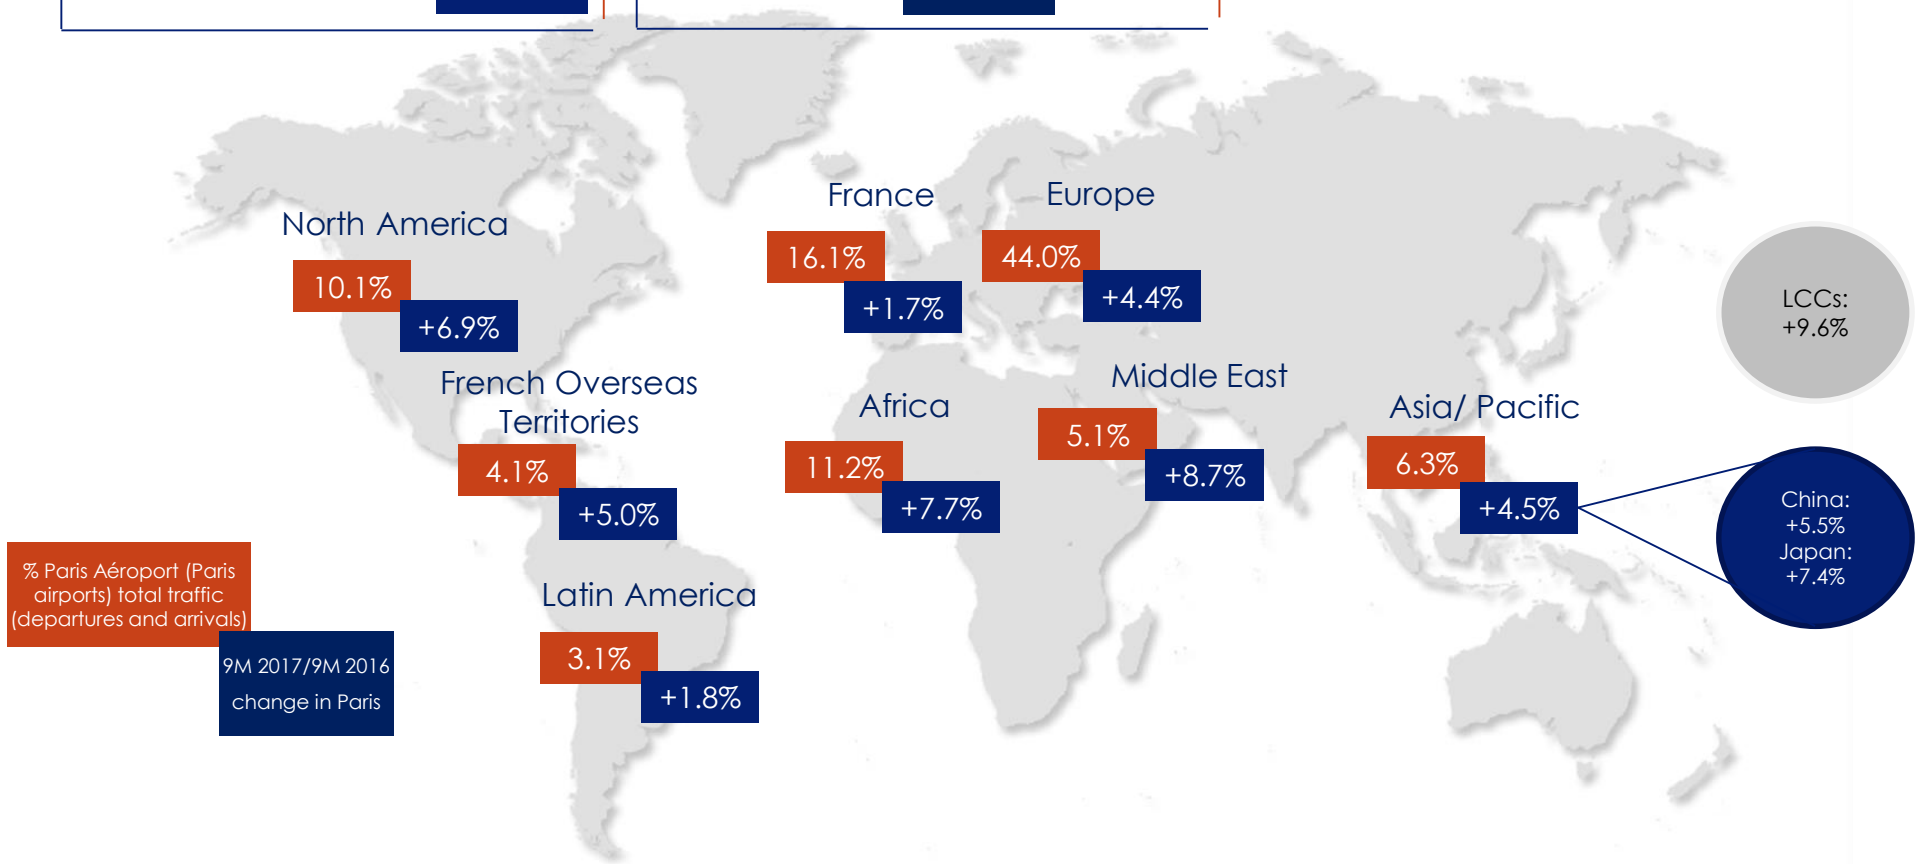 North America
10.1%
+6.9%
France
16.1%
+1.7%
Europe
44.0%
+4.4%
French Overseas
Territories
4.1%
+5.0%
Africa
11.2%
+7.7%
Middle East
5.1%
+8.7%
Asia/ Pacific
6.3%
+4.5%
Latin America
3.1%
+1.8%
LCCs:
+9.6%
China:
+5.5%
Japan:
+7.4%
% Paris Aéroport (Paris
airports) total traffic
(departures and arrivals)
9M 2017/9M 2016
change in Paris